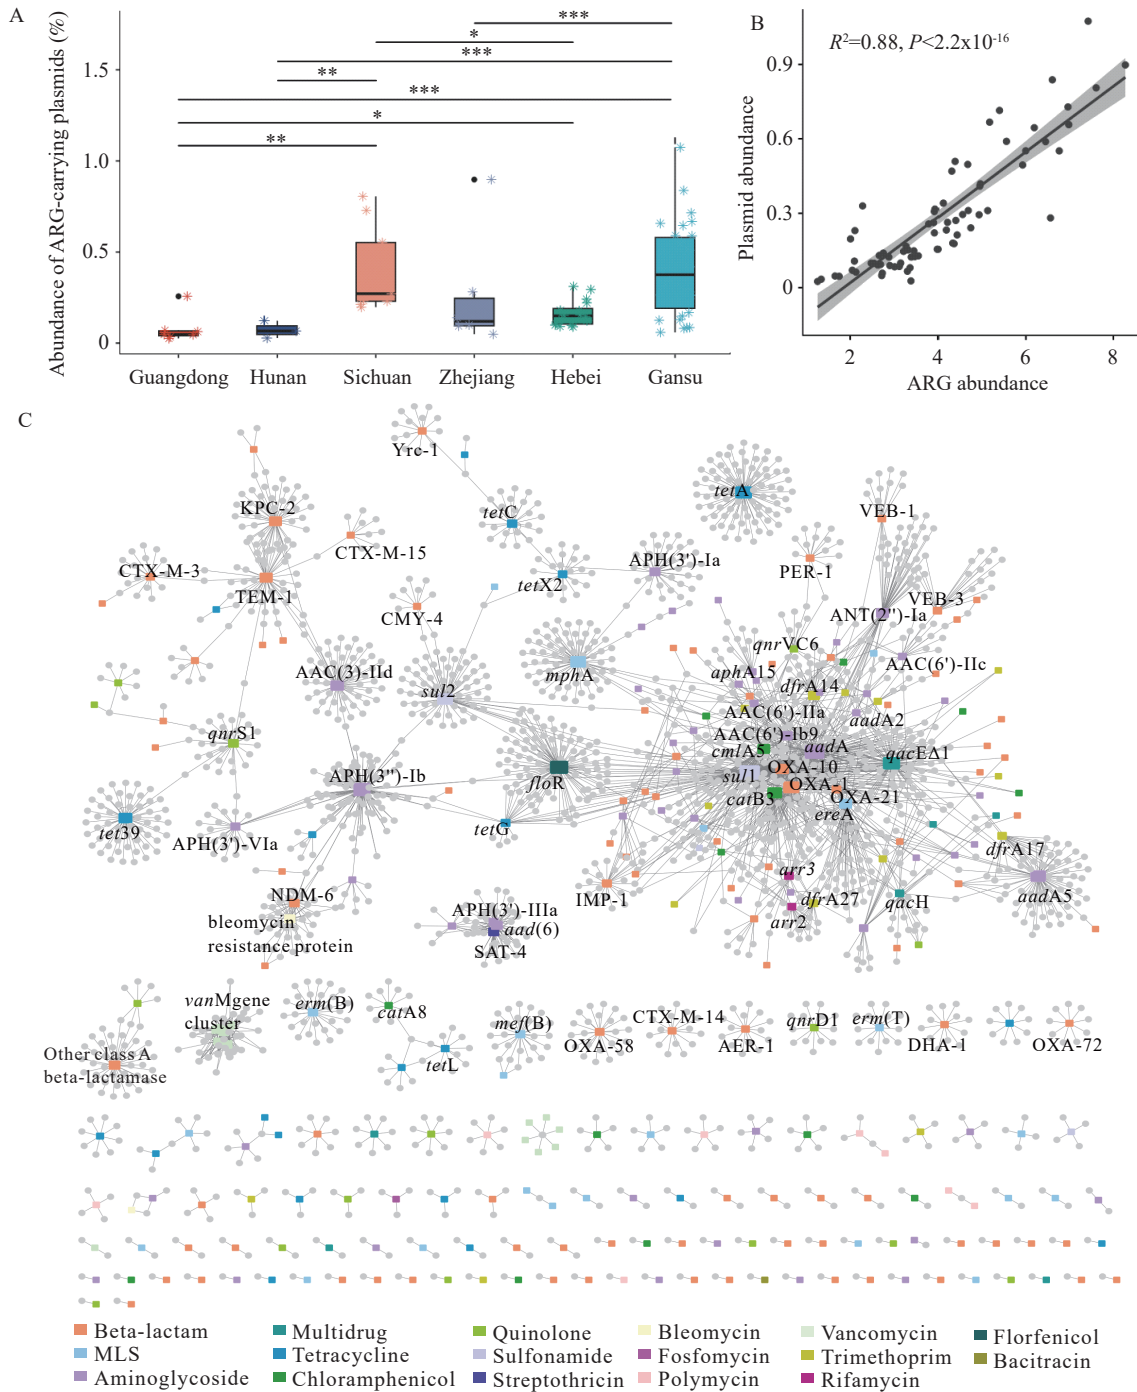 A
Abundance of ARG-carrying plasmids (%)
1.5
1.0
0.5
0
***
*
***
**
***
*
**
Guangdong
Hunan
Sichuan
Zhejiang
Hebei
Gansu
B
R²=0.88, P<2.2x10⁻¹⁶
Plasmid abundance
0.9
0.6
0.3
0
2
4
6
8
ARG abundance
C
Yrc-1
KPC-2
tetC
tetA
VEB-1
CTX-M-15
CTX-M-3
TEM-1
tetX2
APH(3')-Ia
PER-1
VEB-3
CMY-4
ANT(2'')-Ia
qnrVC6
AAC(6')-IIc
AAC(3)-IId
sul2
mphA
aphA15
dfrA14
AAC(6')-IIa
aadA2
qnrS1
AAC(6')-Ib9
cmlA5
aadA
qacEΔ1
APH(3'')-Ib
floR
sul1
OXA-10
OXA-1
catB3
OXA-21
ereA
tet39
APH(3')-VIa
tetG
dfrA17
arr3
NDM-6
IMP-1
dfrA27
qacH
aadA5
arr2
bleomycin
resistance protein
APH(3')-IIIa
aad(6)
SAT-4
vanMgene
cluster
erm(B)
catA8
mef(B)
CTX-M-14
qnrD1
erm(T)
OXA-58
AER-1
DHA-1
OXA-72
Other class A
beta-lactamase
tetL
Beta-lactam
MLS
Aminoglycoside
Multidrug
Tetracycline
Chloramphenicol
Quinolone
Sulfonamide
Streptothricin
Bleomycin
Fosfomycin
Polymycin
Vancomycin
Trimethoprim
Rifamycin
Florfenicol
Bacitracin